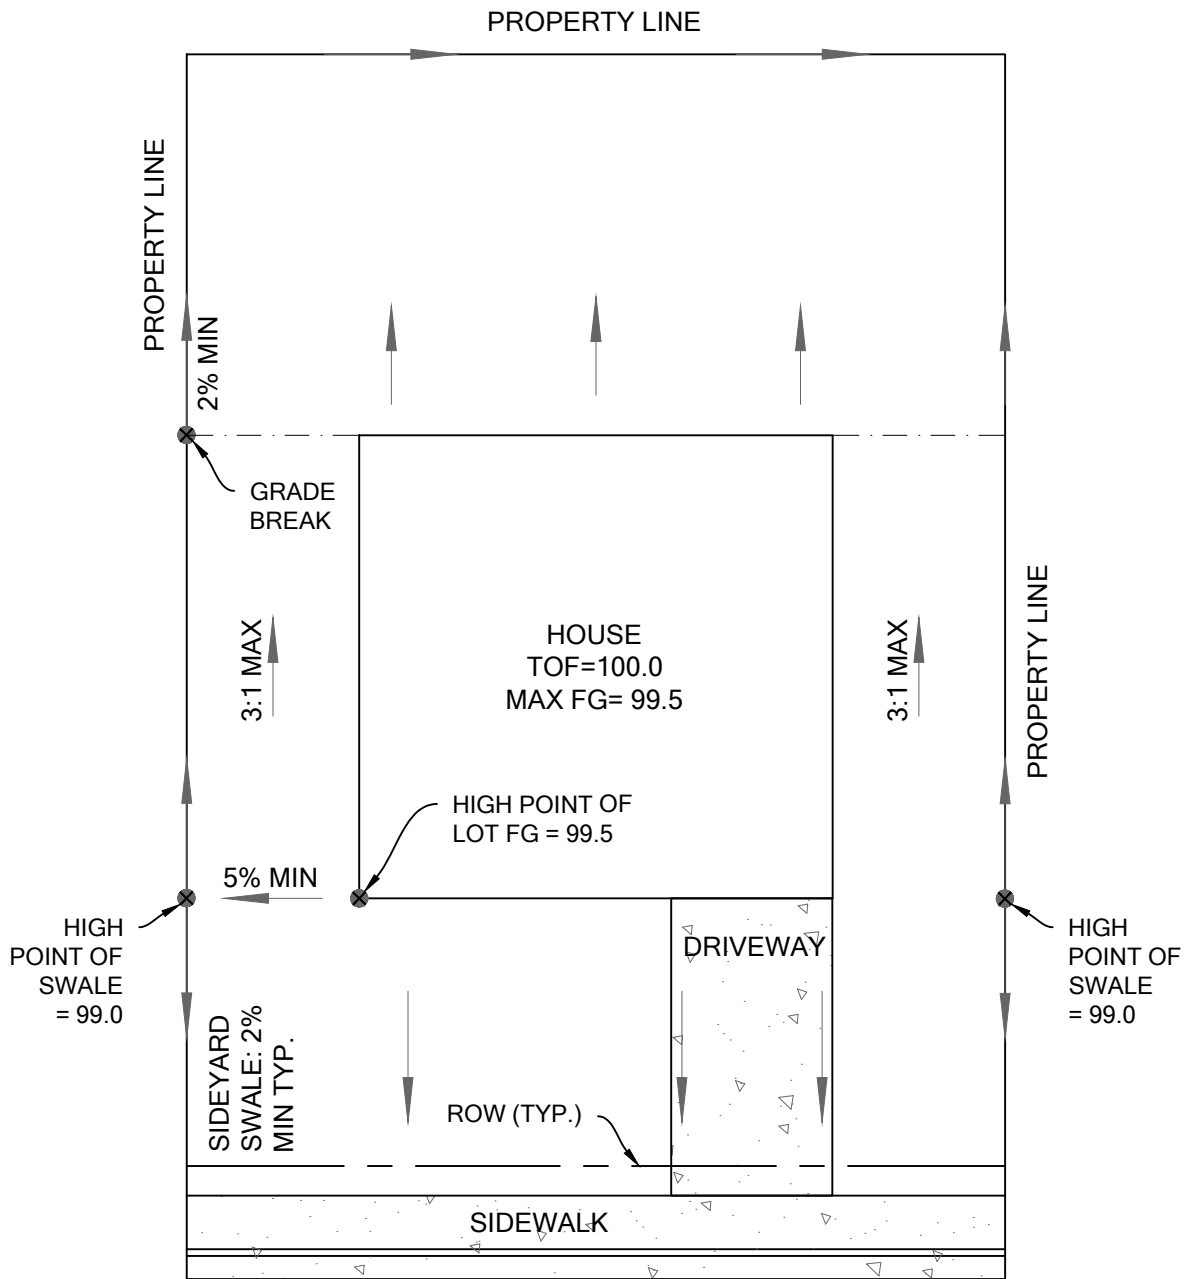 PROPERTY LINE
PROPERTY LINE
2% MIN
GRADE
BREAK
3:1 MAX
HOUSE
TOF=100.0
MAX FG= 99.5
3:1 MAX
PROPERTY LINE
HIGH POINT OF
LOT FG = 99.5
5% MIN
HIGH
POINT OF
SWALE
= 99.0
DRIVEWAY
HIGH
POINT OF
SWALE
= 99.0
SIDEYARD
SWALE: 2%
MIN TYP.
ROW (TYP.)
SIDEWALK